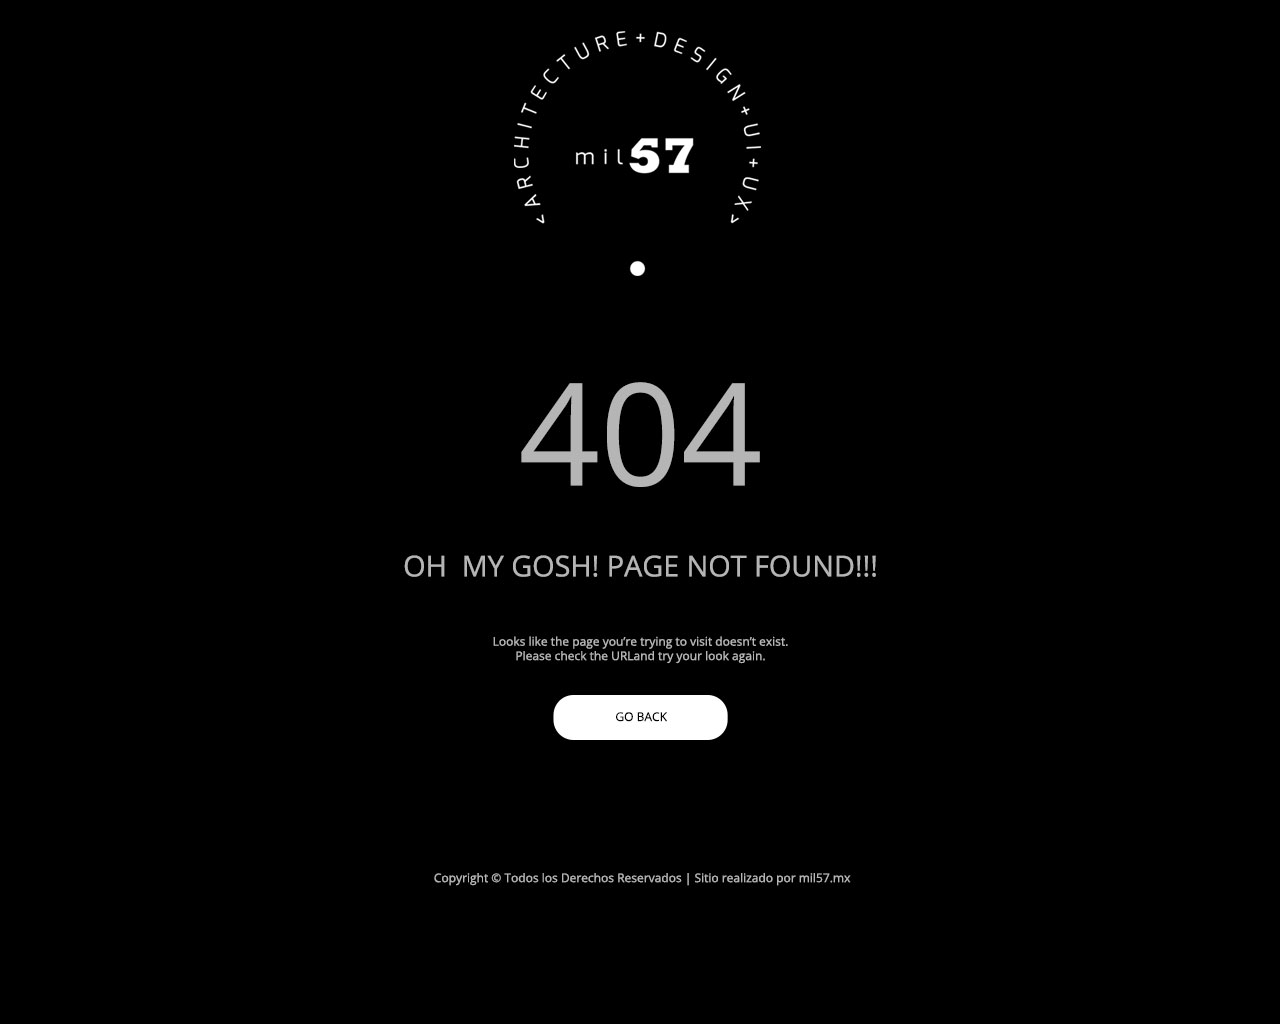 <ARCHITECTURE+DESIGN+UI+UX>
mil57
404
OH  MY GOSH! PAGE NOT FOUND!!!
Looks like the page you’re trying to visit doesn’t exist.
Please check the URLand try your look again.
GO BACK
Copyright © Todos los Derechos Reservados | Sitio realizado por mil57.mx